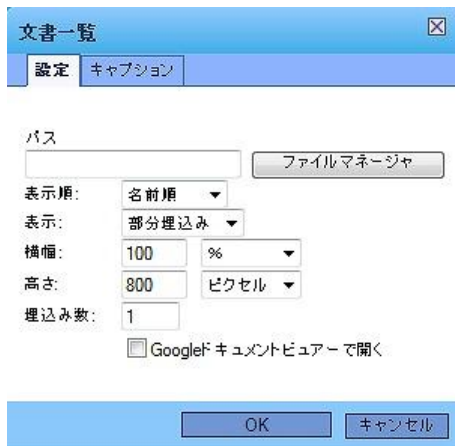 文書一覧
設定 キャプション
パス
ファイルマネージャ
表示順: 名前順
表示: 部分埋込み
横幅: 100 %
高さ: 800 ピクセル
埋込み数: 1
Googleドキュメントビュアーで開く
OK キャンセル